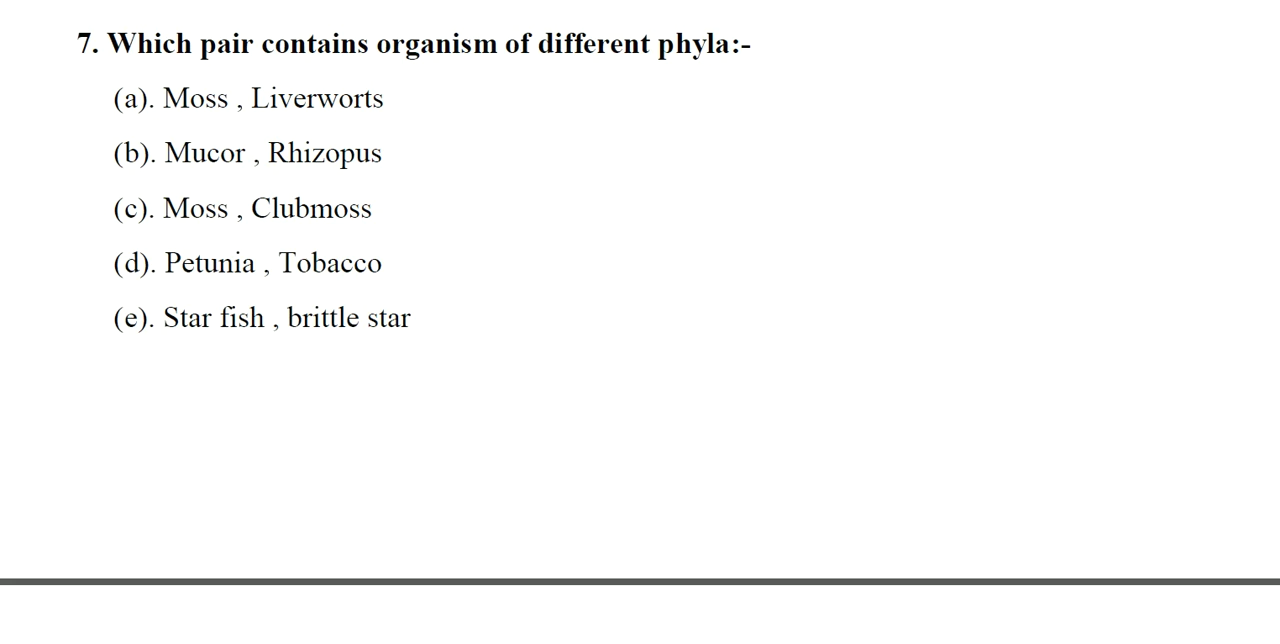 7. Which pair contains organism of different phyla:-
(a). Moss , Liverworts
(b). Mucor , Rhizopus
(c). Moss , Clubmoss
(d). Petunia , Tobacco
(e). Star fish , brittle star